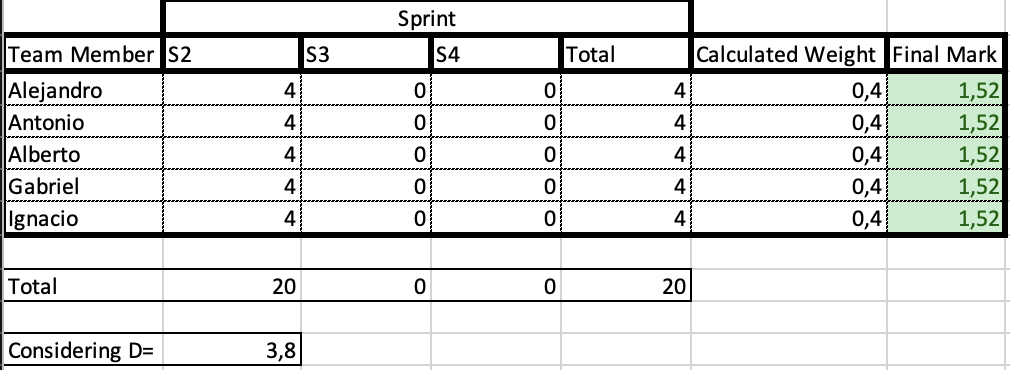 Sprint
Team Member S2 S3 S4 Total Calculated Weight Final Mark
Alejandro 4 0 0 4 0,4 1,52
Antonio 4 0 0 4 0,4 1,52
Alberto 4 0 0 4 0,4 1,52
Gabriel 4 0 0 4 0,4 1,52
Ignacio 4 0 0 4 0,4 1,52
Total 20 0 0 20
Considering D= 3,8